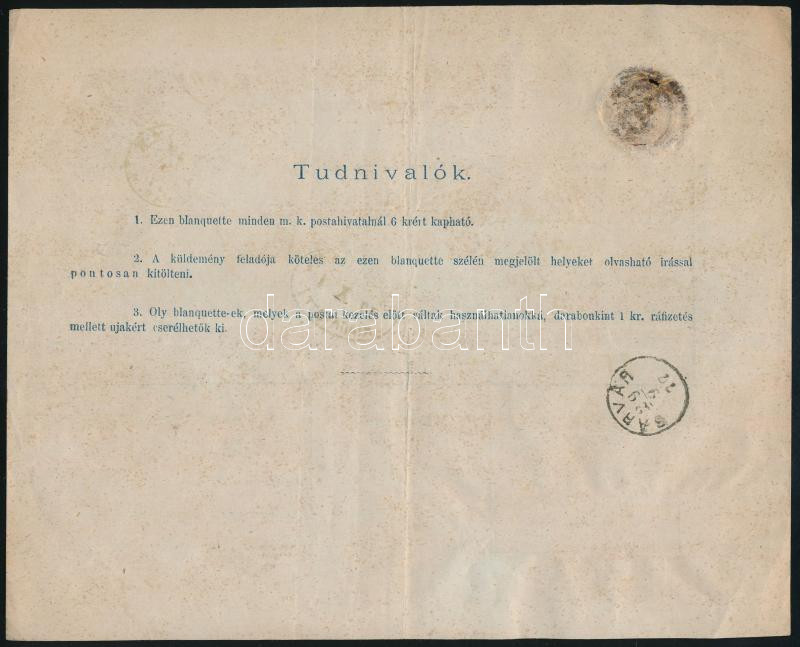 Tudnivalók.
1. Ezen blanquette minden m. k. postahivatalnál 6 krért kapható.
2. A küldemény feladója köteles az ezen blanquette szélén megjelölt helyeket olvasható irással
pontosan kitölteni.
3. Oly blanquette-ek, melyek a postai kezelés előtt váltak használhatlanokká, darabonkint 1 kr. ráfizetés
mellett ujakért cserélhetők ki.
darabanth
SÁRVÁR